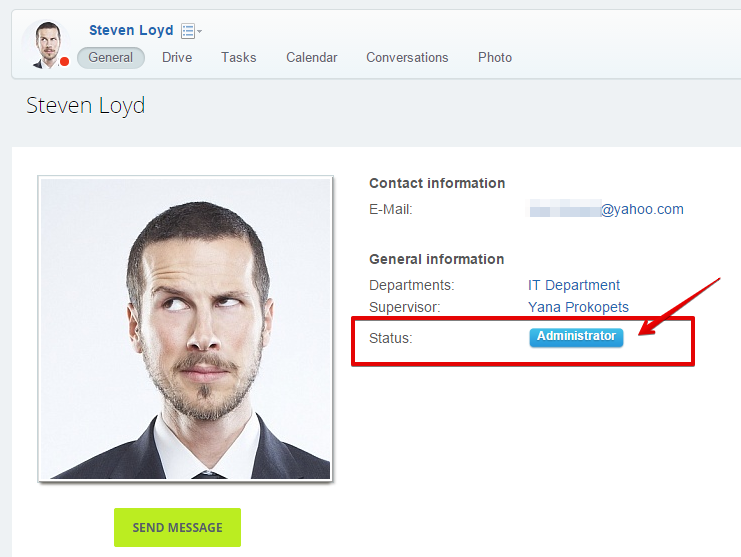 Steven Loyd
General Drive Tasks Calendar Conversations Photo
Steven Loyd
Contact information
E-Mail: @yahoo.com
General information
Departments: IT Department
Supervisor: Yana Prokopets
Status: Administrator
SEND MESSAGE